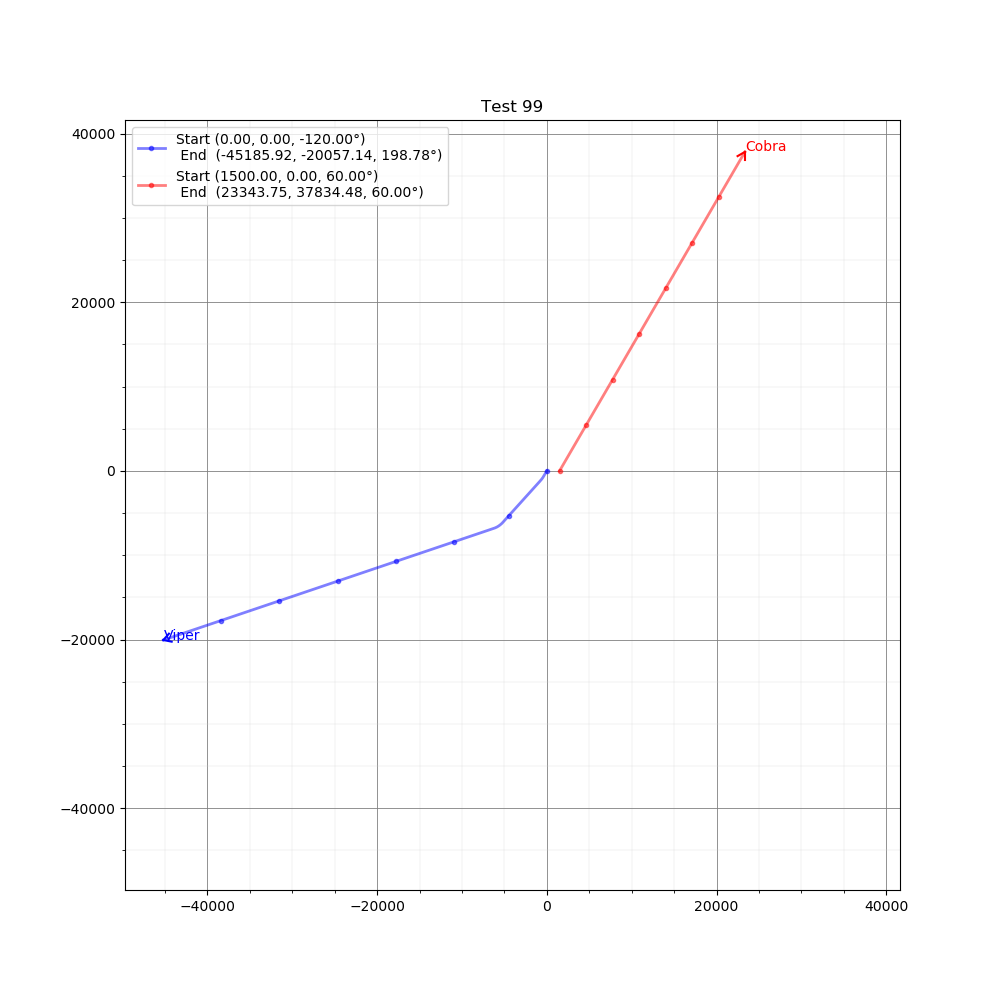 Test 99
Start (0.00, 0.00, -120.00°)
End  (-45185.92, -20057.14, 198.78°)
Start (1500.00, 0.00, 60.00°)
End  (23343.75, 37834.48, 60.00°)
Cobra
Viper
40000
20000
0
−20000
−40000
−40000
−20000
0
20000
40000